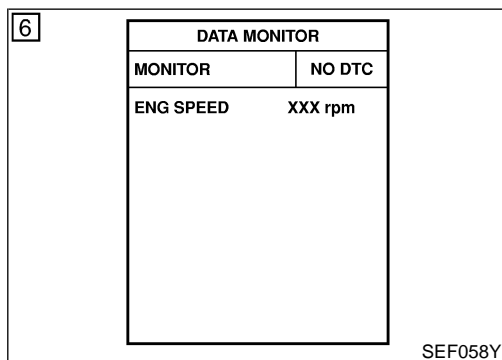 6
DATA MONITOR
MONITOR NO DTC
ENG SPEED XXX rpm
SEF058Y